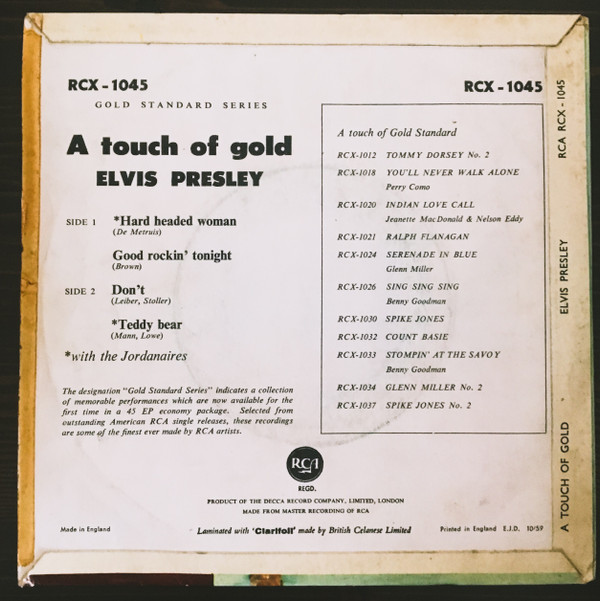 RCX - 1045
RCX - 1045
GOLD STANDARD SERIES
A touch of gold
ELVIS PRESLEY
SIDE 1 *Hard headed woman
(De Metruis)
Good rockin' tonight
(Brown)
SIDE 2 Don't
(Leiber, Stoller)
*Teddy bear
(Mann, Lowe)
*with the Jordanaires
The designation "Gold Standard Series" indicates a collection
of memorable performances which are now available for the
first time in a 45 EP economy package. Selected from
outstanding American RCA single releases, these recordings
are some of the finest ever made by RCA artists.
A touch of Gold Standard
RCX-1012 TOMMY DORSEY No. 2
RCX-1018 YOU'LL NEVER WALK ALONE
Perry Como
RCX-1020 INDIAN LOVE CALL
Jeanette MacDonald & Nelson Eddy
RCX-1021 RALPH FLANAGAN
RCX-1024 SERENADE IN BLUE
Glenn Miller
RCX-1026 SING SING SING
Benny Goodman
RCX-1030 SPIKE JONES
RCX-1032 COUNT BASIE
RCX-1033 STOMPIN' AT THE SAVOY
Benny Goodman
RCX-1034 GLENN MILLER No. 2
RCX-1037 SPIKE JONES No. 2
RCA
REGD.
PRODUCT OF THE DECCA RECORD COMPANY, LIMITED, LONDON
MADE FROM MASTER RECORDING OF RCA
Made in England
Laminated with 'Clarifoil' made by British Celanese Limited
Printed in England E.J.D. 10/59
A TOUCH OF GOLD ELVIS PRESLEY RCA RCX - 1045